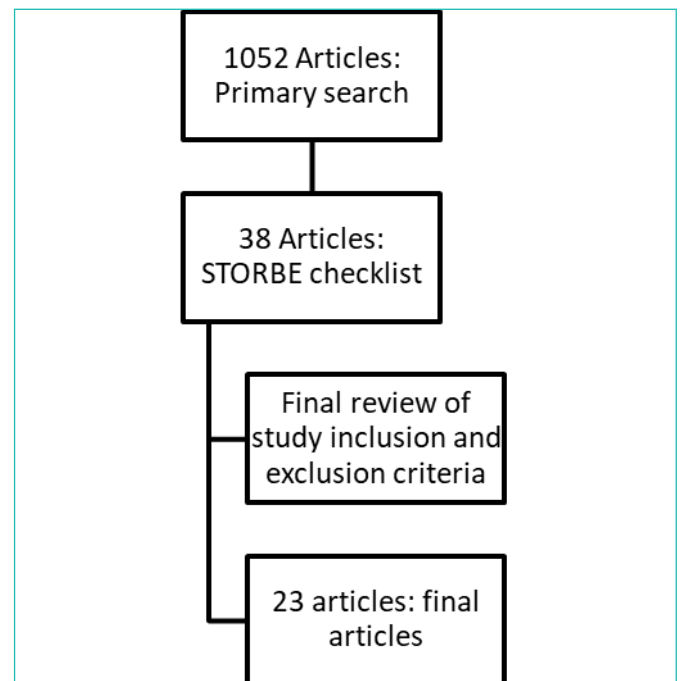 1052 Articles:
Primary search
38 Articles:
STORBE checklist
Final review of
study inclusion and
exclusion criteria
23 articles: final
articles